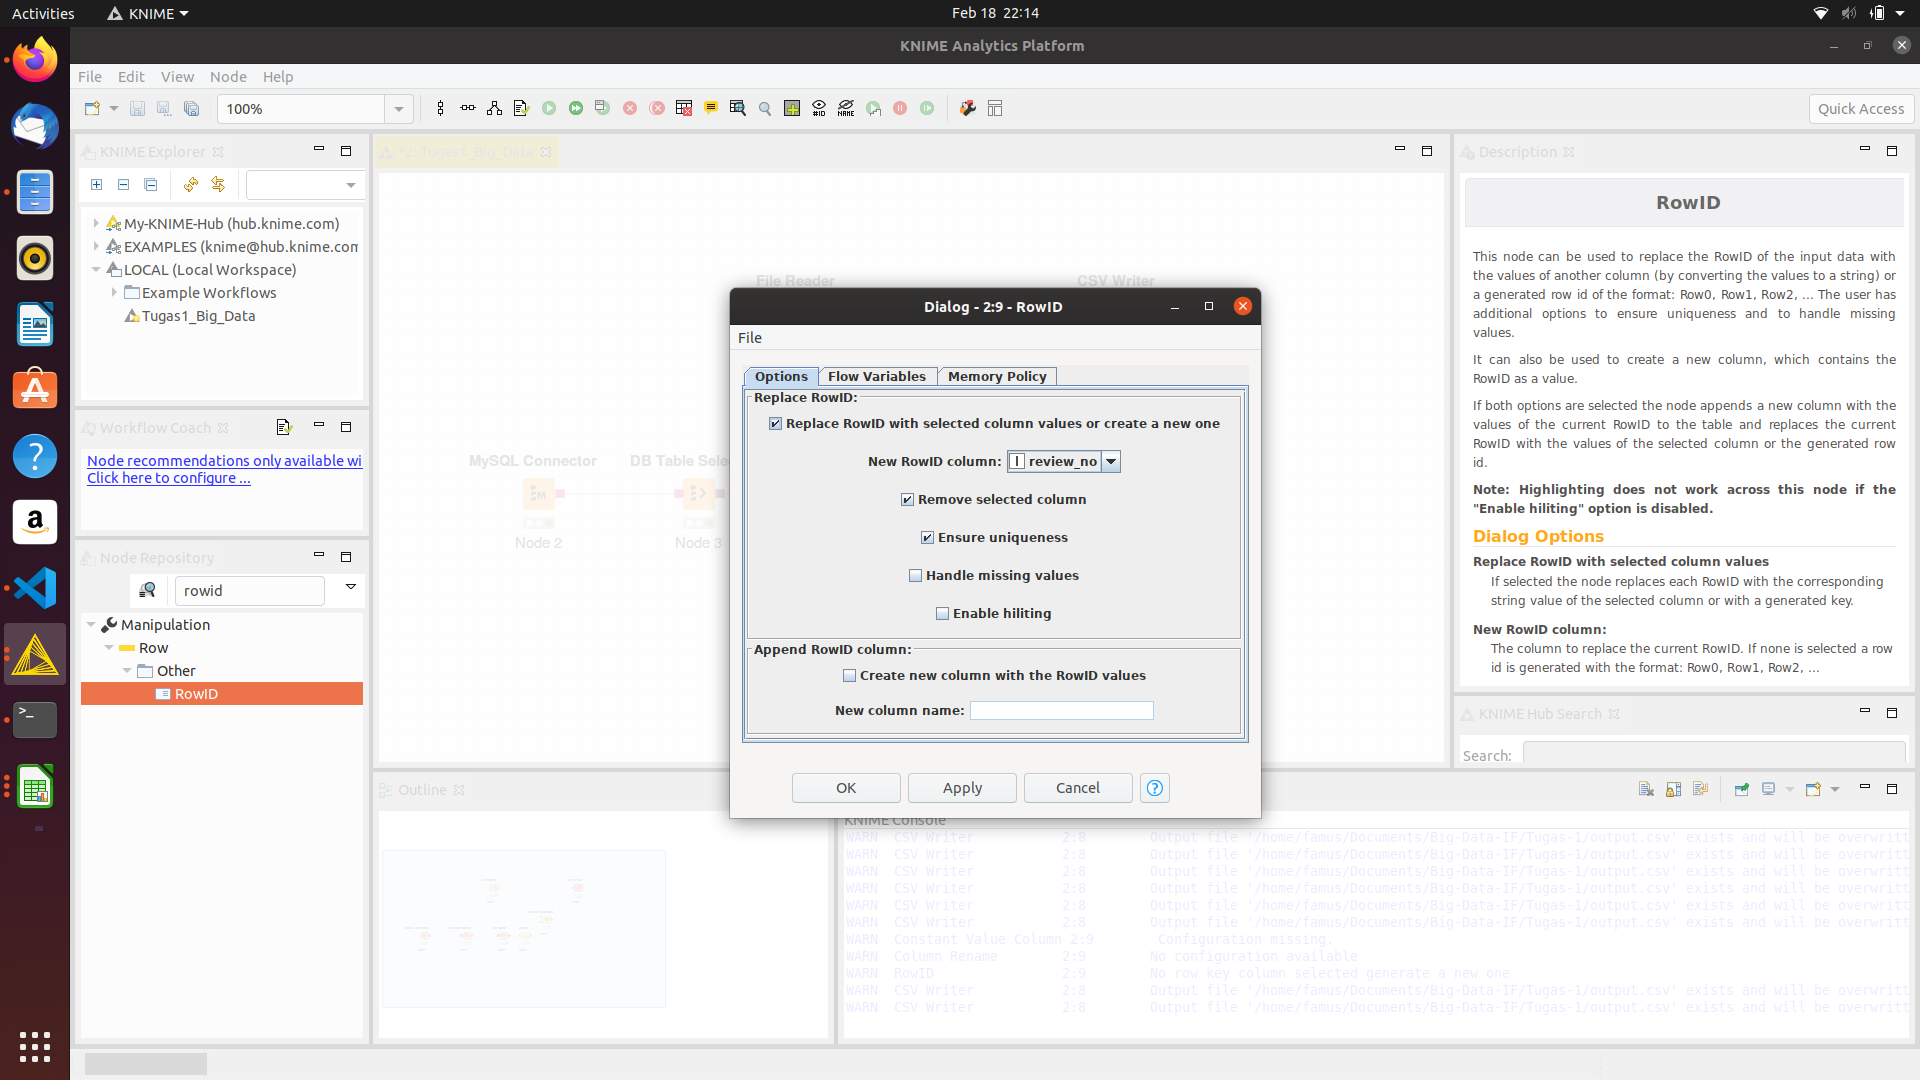 Activities
KNIME
Feb 18 22:14
KNIME Analytics Platform
File Edit View Node Help
100%
Quick Access
KNIME Explorer
My-KNIME-Hub (hub.knime.com)
EXAMPLES (knime@hub.knime.com
LOCAL (Local Workspace)
Example Workflows
Tugas1_Big_Data
Workflow Coach
Node recommendations only available wi
Click here to configure ...
Node Repository
rowid
Manipulation
Row
Other
RowID
*2: Tugas1_Big_Data
File Reader
CSV Writer
MySQL Connector
DB Table Sele
Node 2
Node 3
Dialog - 2:9 - RowID
File
Options
Flow Variables
Memory Policy
Replace RowID:
Replace RowID with selected column values or create a new one
New RowID column: I review_no
Remove selected column
Ensure uniqueness
Handle missing values
Enable hiliting
Append RowID column:
Create new column with the RowID values
New column name:
OK
Apply
Cancel
Description
RowID
This node can be used to replace the RowID of the input data with
the values of another column (by converting the values to a string) or
a generated row id of the format: Row0, Row1, Row2, ... The user has
additional options to ensure uniqueness and to handle missing
values.
It can also be used to create a new column, which contains the
RowID as a value.
If both options are selected the node appends a new column with the
values of the current RowID to the table and replaces the current
RowID with the values of the selected column or the generated row
id.
Note: Highlighting does not work across this node if the
"Enable hiliting" option is disabled.
Dialog Options
Replace RowID with selected column values
If selected the node replaces each RowID with the corresponding
string value of the selected column or with a generated key.
New RowID column:
The column to replace the current RowID. If none is selected a row
id is generated with the format: Row0, Row1, Row2, ...
KNIME Hub Search
Search:
Outline
KNIME Console
WARN CSV Writer 2:8 Output file '/home/famus/Documents/Big-Data-IF/Tugas-1/output.csv' exists and will be overwritt
WARN CSV Writer 2:8 Output file '/home/famus/Documents/Big-Data-IF/Tugas-1/output.csv' exists and will be overwritt
WARN CSV Writer 2:8 Output file '/home/famus/Documents/Big-Data-IF/Tugas-1/output.csv' exists and will be overwritt
WARN CSV Writer 2:8 Output file '/home/famus/Documents/Big-Data-IF/Tugas-1/output.csv' exists and will be overwritt
WARN CSV Writer 2:8 Output file '/home/famus/Documents/Big-Data-IF/Tugas-1/output.csv' exists and will be overwritt
WARN CSV Writer 2:8 Output file '/home/famus/Documents/Big-Data-IF/Tugas-1/output.csv' exists and will be overwritt
WARN Constant Value Column 2:9 Configuration missing.
WARN Column Rename 2:9 No configuration available
WARN RowID 2:9 No row key column selected generate a new one
WARN CSV Writer 2:8 Output file '/home/famus/Documents/Big-Data-IF/Tugas-1/output.csv' exists and will be overwritt
WARN CSV Writer 2:8 Output file '/home/famus/Documents/Big-Data-IF/Tugas-1/output.csv' exists and will be overwritt